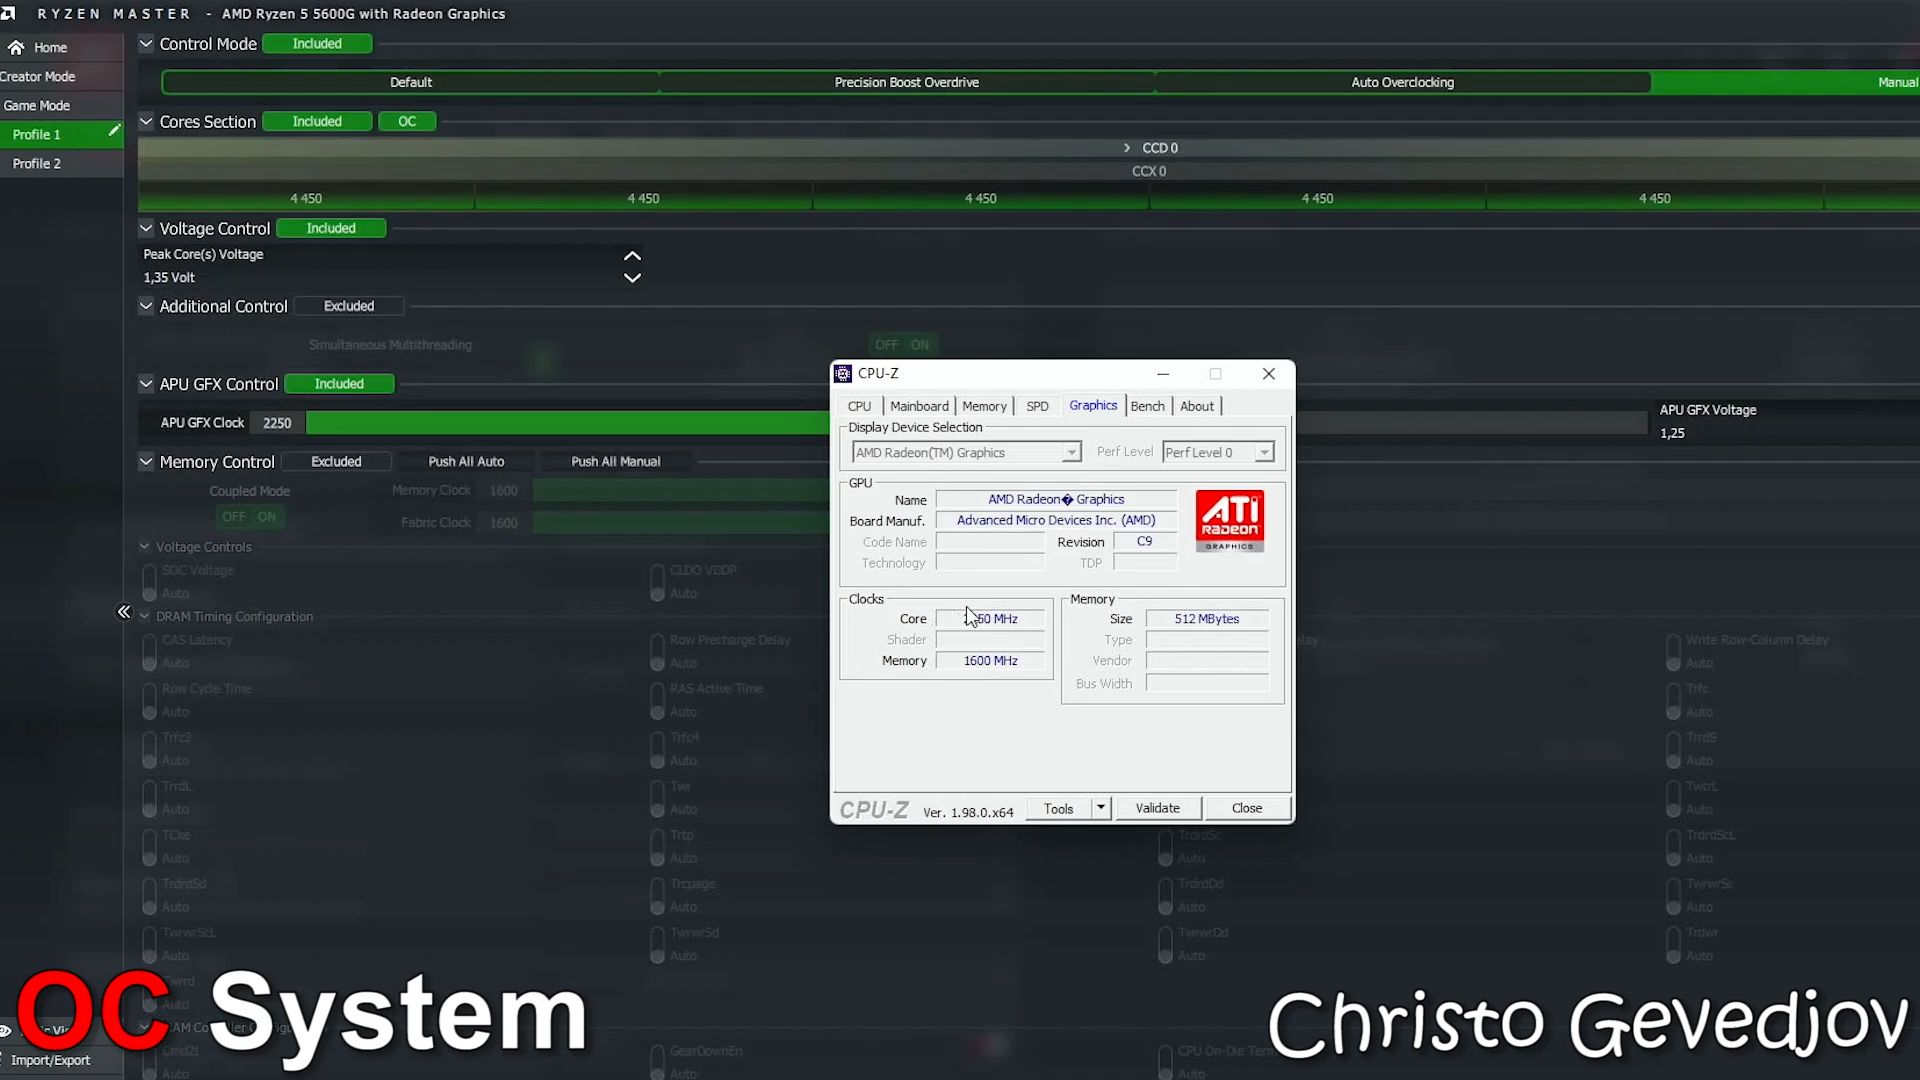 RYZEN MASTER - AMD Ryzen 5 5600G with Radeon Graphics
Home
Creator Mode
Game Mode
Profile 1
Profile 2
Control Mode Included
Default Precision Boost Overdrive Auto Overclocking Manual
Cores Section Included OC
CCD 0
CCX 0
4 450 4 450 4 450 4 450 4 450
Voltage Control Included
Peak Core(s) Voltage
1,35 Volt
Additional Control Excluded
Simultaneous Multithreading OFF ON
APU GFX Control Included
APU GFX Clock 2250
APU GFX Voltage
1,25
Memory Control Excluded Push All Auto Push All Manual
Coupled Mode Memory Clock 1600
OFF ON Fabric Clock 1600
Voltage Controls
SOC Voltage CLDO VDDP
Auto Auto
DRAM Timing Configuration
CAS Latency Row Precharge Delay Write Row-Column Delay
Auto Auto Auto
Row Cycle Time RAS Active Time Trfc
Auto Auto Auto
Trfc2 Trfc4 TrrdS
Auto Auto Auto
TrrdL Twr TwtrL
Auto Auto Auto
TCke Trtp TrdrdSc TrdrdScL
Auto Auto Auto Auto
TrdrdSd Trcpage TrdrdDd TwrwrSc
Auto Auto Auto Auto
TwrwrScL TwrwrSd TwrwrDd Trdwr
Auto Auto Auto Auto
Twrrd
Auto
Cmd2t GearDownEn
Auto Auto Auto
Import/Export
CPU-Z
CPU Mainboard Memory SPD Graphics Bench About
Display Device Selection
AMD Radeon(TM) Graphics Perf Level Perf Level 0
GPU
Name AMD Radeon� Graphics
Board Manuf. Advanced Micro Devices Inc. (AMD)
Code Name Revision C9
Technology TDP
ATI
RADEON
GRAPHICS
Clocks
Core MHz
Shader
Memory 1600 MHz
Memory
Size 512 MBytes
Type
Vendor
Bus Width
CPU-Z Ver. 1.98.0.x64 Tools Validate Close
OC System
Christo Gevedjov